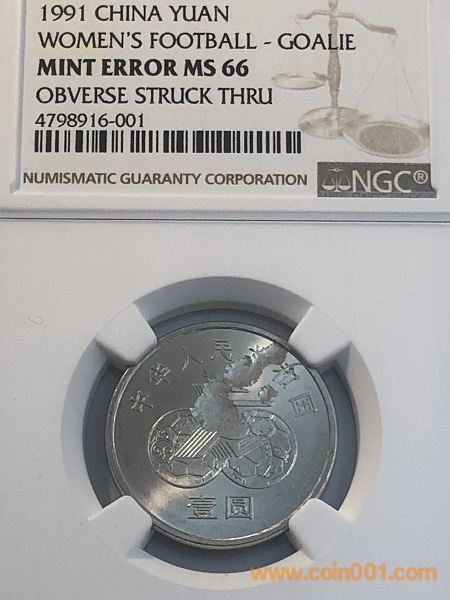 1991 CHINA YUAN
WOMEN'S FOOTBALL - GOALIE
MINT ERROR MS 66
OBVERSE STRUCK THRU
4798916-001
NUMISMATIC GUARANTY CORPORATION NGC®
中华人民 和国
壹圆
www.coin001.com